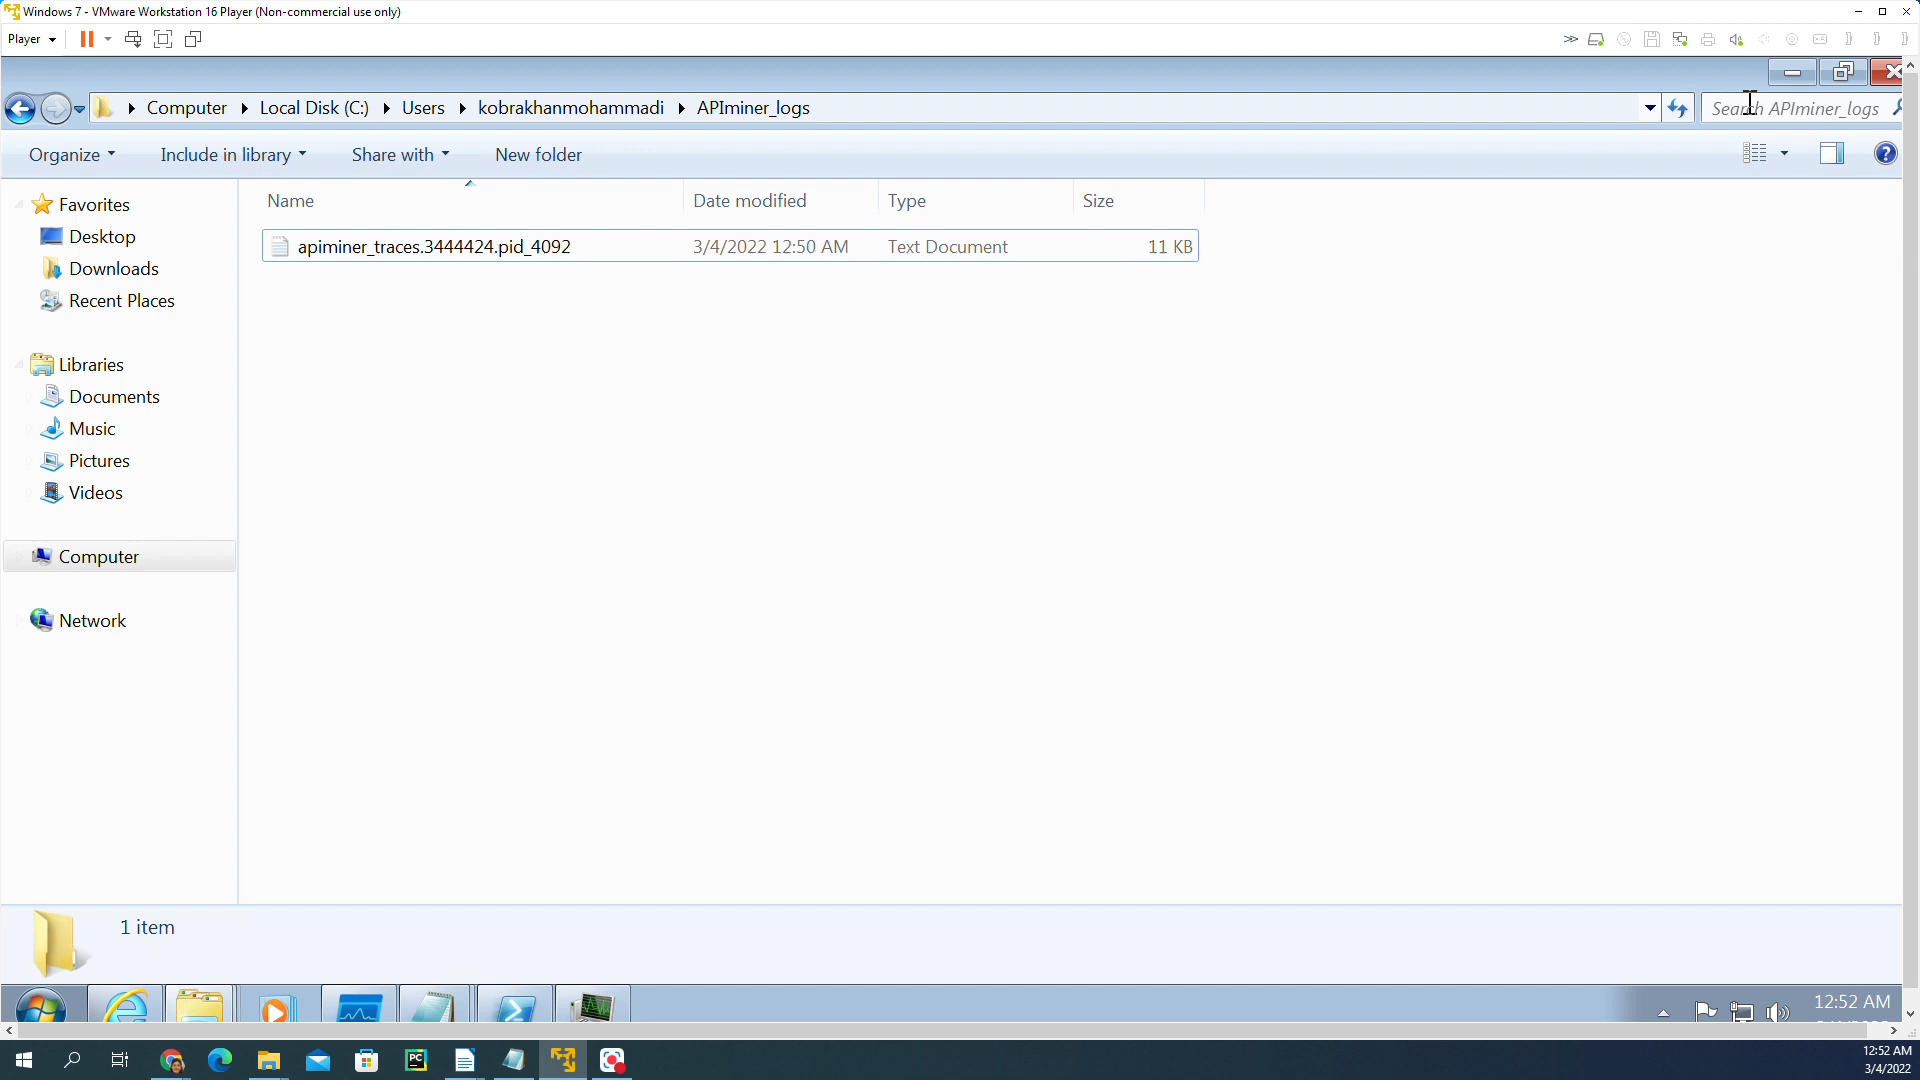 Windows 7 - VMware Workstation 16 Player (Non-commercial use only)
Player
Computer Local Disk (C:) Users kobrakhanmohammadi APIminer_logs
Search APIminer_logs
Organize Include in library Share with New folder
Name Date modified Type Size
apiminer_traces.3444424.pid_4092 3/4/2022 12:50 AM Text Document 11 KB
Favorites
Desktop
Downloads
Recent Places
Libraries
Documents
Music
Pictures
Videos
Computer
Network
1 item
12:52 AM
12:52 AM
3/4/2022